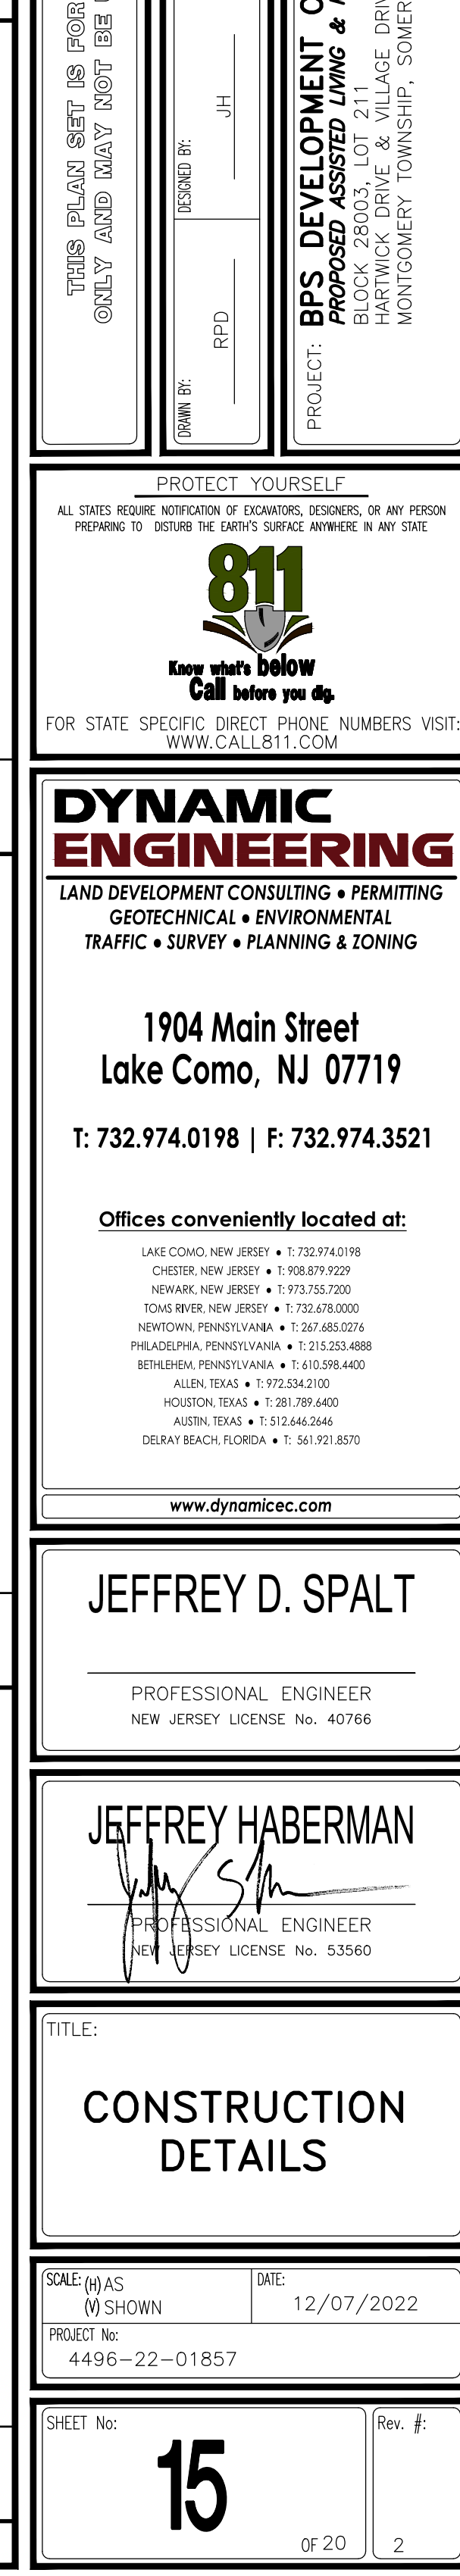 THIS PLAN SET IS FOR
ONLY AND MAY NOT BE
DESIGNED BY:
JH
DRAWN BY:
RPD
PROJECT:
BPS DEVELOPMENT
PROPOSED ASSISTED LIVING &
BLOCK 28003, LOT 211
HARTWICK DRIVE & VILLAGE
MONTGOMERY TOWNSHIP,
PROTECT YOURSELF
ALL STATES REQUIRE NOTIFICATION OF EXCAVATORS, DESIGNERS, OR ANY PERSON
PREPARING TO DISTURB THE EARTH'S SURFACE ANYWHERE IN ANY STATE
811
Know what's below
Call before you dig.
FOR STATE SPECIFIC DIRECT PHONE NUMBERS VISIT:
WWW.CALL811.COM
DYNAMIC
ENGINEERING
LAND DEVELOPMENT CONSULTING • PERMITTING
GEOTECHNICAL • ENVIRONMENTAL
TRAFFIC • SURVEY • PLANNING & ZONING
1904 Main Street
Lake Como, NJ 07719
T: 732.974.0198 | F: 732.974.3521
Offices conveniently located at:
LAKE COMO, NEW JERSEY • T: 732.974.0198
CHESTER, NEW JERSEY • T: 908.879.9229
NEWARK, NEW JERSEY • T: 973.755.7200
TOMS RIVER, NEW JERSEY • T: 732.678.0000
NEWTOWN, PENNSYLVANIA • T: 267.685.0276
PHILADELPHIA, PENNSYLVANIA • T: 215.253.4888
BETHLEHEM, PENNSYLVANIA • T: 610.598.4400
ALLEN, TEXAS • T: 972.534.2100
HOUSTON, TEXAS • T: 281.789.6400
AUSTIN, TEXAS • T: 512.646.2646
DELRAY BEACH, FLORIDA • T: 561.921.8570
www.dynamicec.com
JEFFREY D. SPALT
PROFESSIONAL ENGINEER
NEW JERSEY LICENSE No. 40766
JEFFREY HABERMAN
PROFESSIONAL ENGINEER
NEW JERSEY LICENSE No. 53560
TITLE:
CONSTRUCTION
DETAILS
SCALE: (H) AS
(V) SHOWN
DATE:
12/07/2022
PROJECT No:
4496-22-01857
SHEET No:
15
OF 20
Rev. #:
2